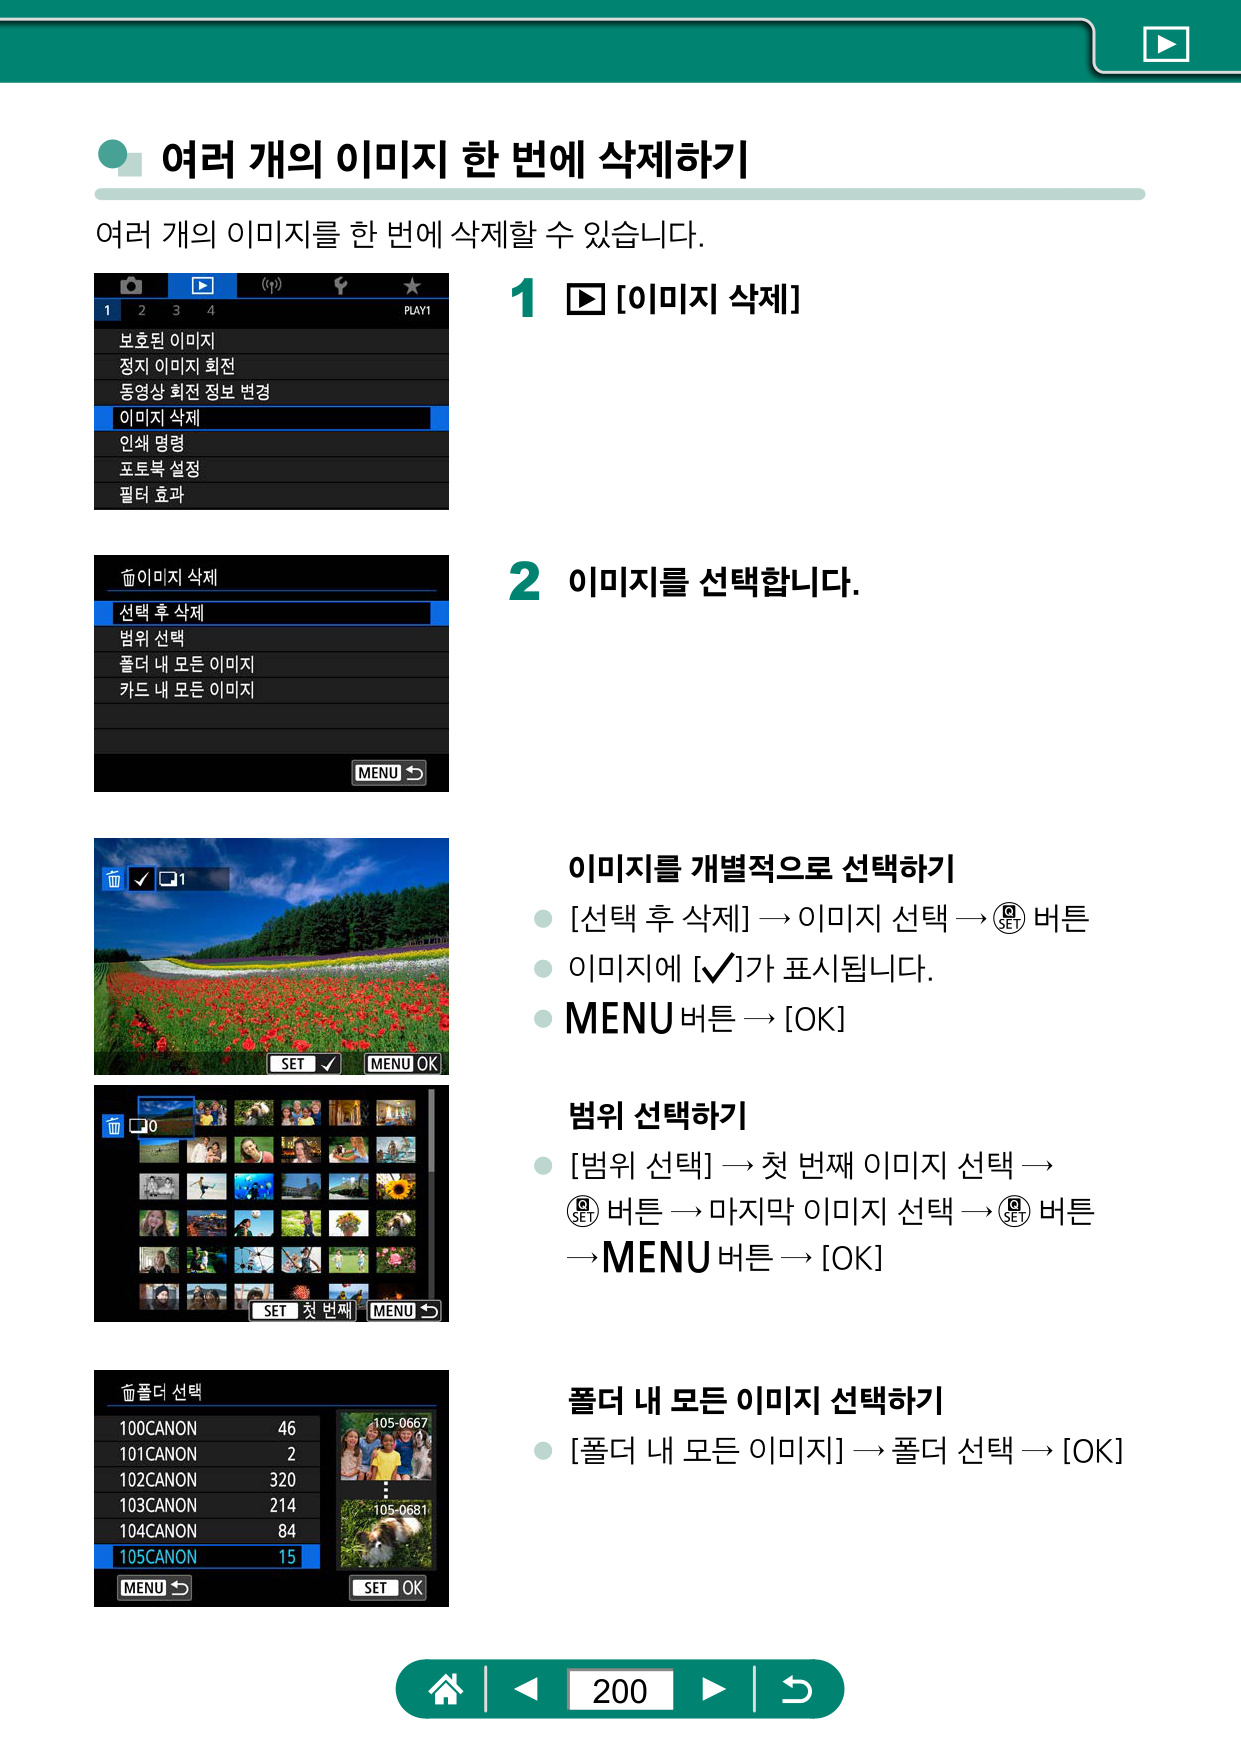 여러 개의 이미지 한 번에 삭제하기
여러 개의 이미지를 한 번에 삭제할 수 있습니다.
1 2 3 4 PLAY1
보호된 이미지
정지 이미지 회전
동영상 회전 정보 변경
이미지 삭제
인쇄 명령
포토북 설정
필터 효과
1 [이미지 삭제]
이미지 삭제
선택 후 삭제
범위 선택
폴더 내 모든 이미지
카드 내 모든 이미지
MENU
2 이미지를 선택합니다.
1
SET MENU OK
이미지를 개별적으로 선택하기
[선택 후 삭제] → 이미지 선택 → Q SET 버튼
이미지에 [✓]가 표시됩니다.
MENU 버튼 → [OK]
0
SET 첫 번째 MENU
범위 선택하기
[범위 선택] → 첫 번째 이미지 선택 →
Q SET 버튼 → 마지막 이미지 선택 → Q SET 버튼
→ MENU 버튼 → [OK]
폴더 선택
100CANON 46
101CANON 2
102CANON 320
103CANON 214
104CANON 84
105CANON 15
105-0667
105-0681
MENU SET OK
폴더 내 모든 이미지 선택하기
[폴더 내 모든 이미지] → 폴더 선택 → [OK]
200